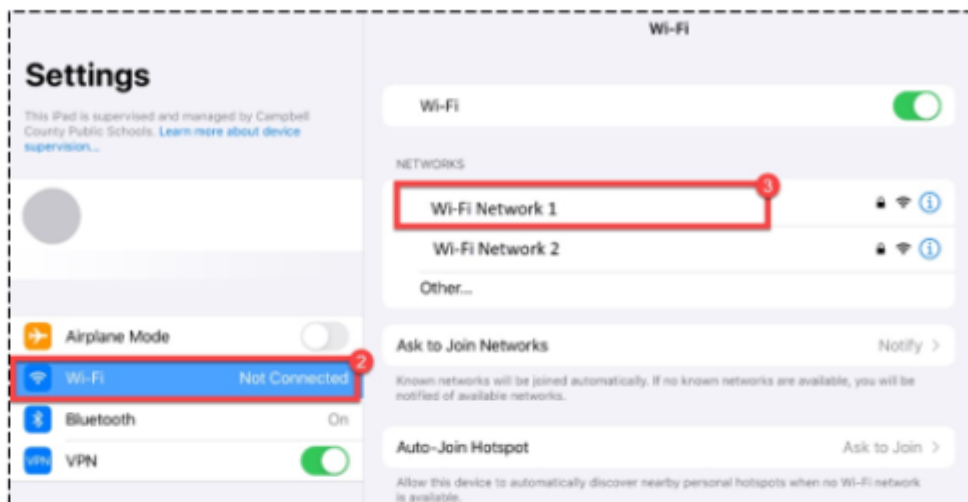 Settings
This iPad is supervised and managed by Campbell
County Public Schools. Learn more about device
supervision...
Airplane Mode
2
Wi-Fi Not Connected
Bluetooth On
VPN VPN
Wi-Fi
Wi-Fi
NETWORKS
3
Wi-Fi Network 1
Wi-Fi Network 2
Other...
Ask to Join Networks Notify >
Known networks will be joined automatically. If no known networks are available, you will be
notified of available networks.
Auto-Join Hotspot Ask to Join >
Allow this device to automatically discover nearby personal hotspots when no Wi-Fi network
is available.